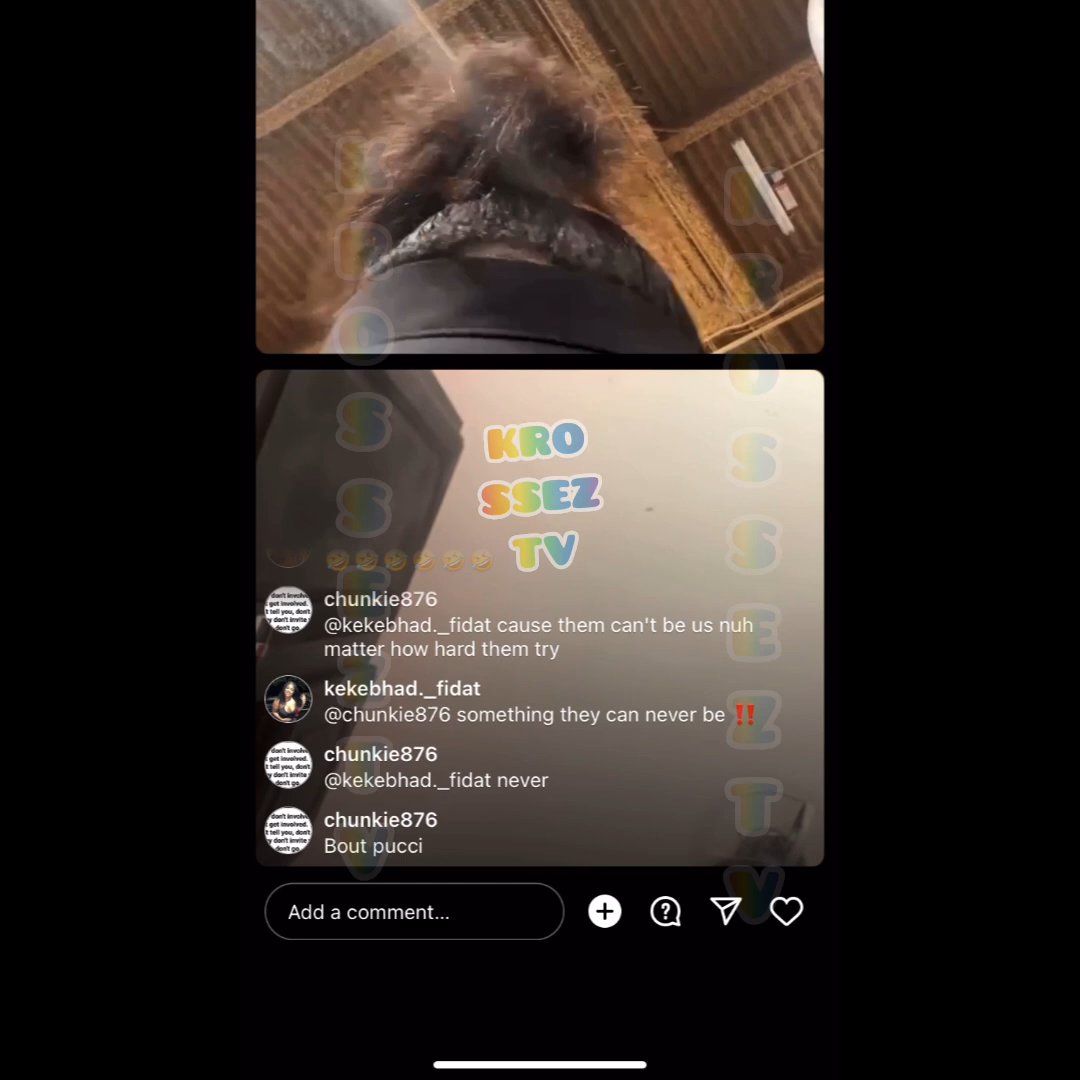 KRO
SSEZ
TV
K
R
O
S
S
E
Z
T
V
K
R
O
S
S
E
Z
T
V
🤣🤣🤣🤣🤣🤣
chunkie876
@kekebhad._fidat cause them can't be us nuh
matter how hard them try
kekebhad._fidat
@chunkie876 something they can never be ‼️
chunkie876
@kekebhad._fidat never
chunkie876
Bout pucci
Add a comment...